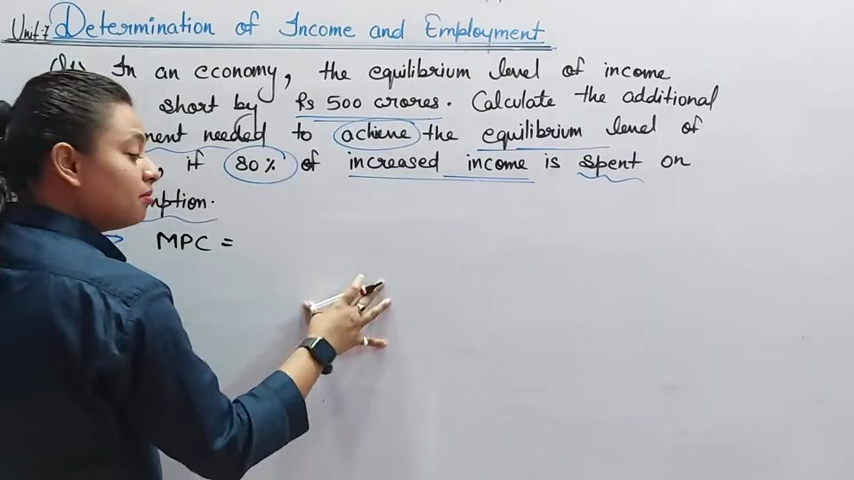 Unit-7 Determination of Income and Employment
In an economy, the equilibrium level of income
short by Rs 500 crores. Calculate the additional
ment needed to achieve the equilibrium level of
, if 80% of increased income is spent on
mption.
MPC =